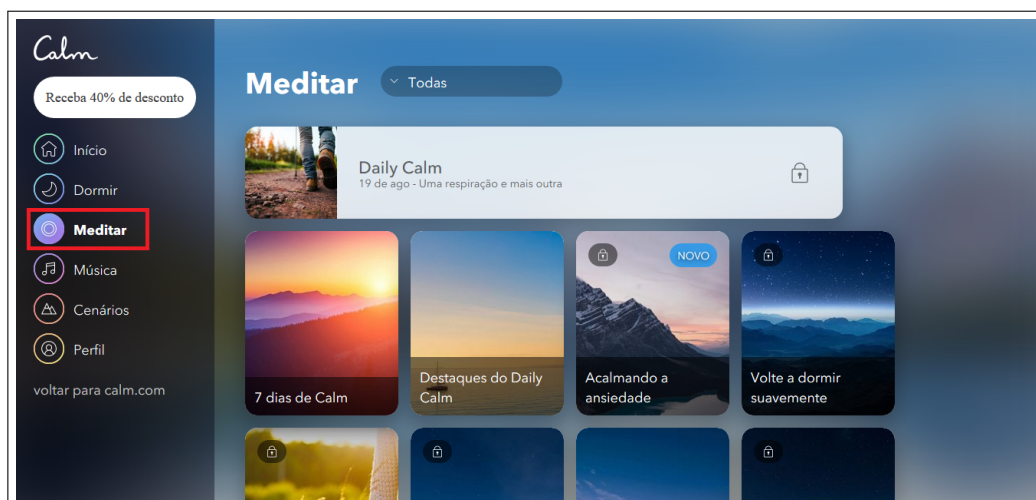 Calm
Receba 40% de desconto
Início
Dormir
Meditar
Música
Cenários
Perfil
voltar para calm.com
Meditar
Todas
Daily Calm
19 de ago - Uma respiração e mais outra
7 dias de Calm
Destaques do Daily
Calm
NOVO
Acalmando a
ansiedade
Volte a dormir
suavemente